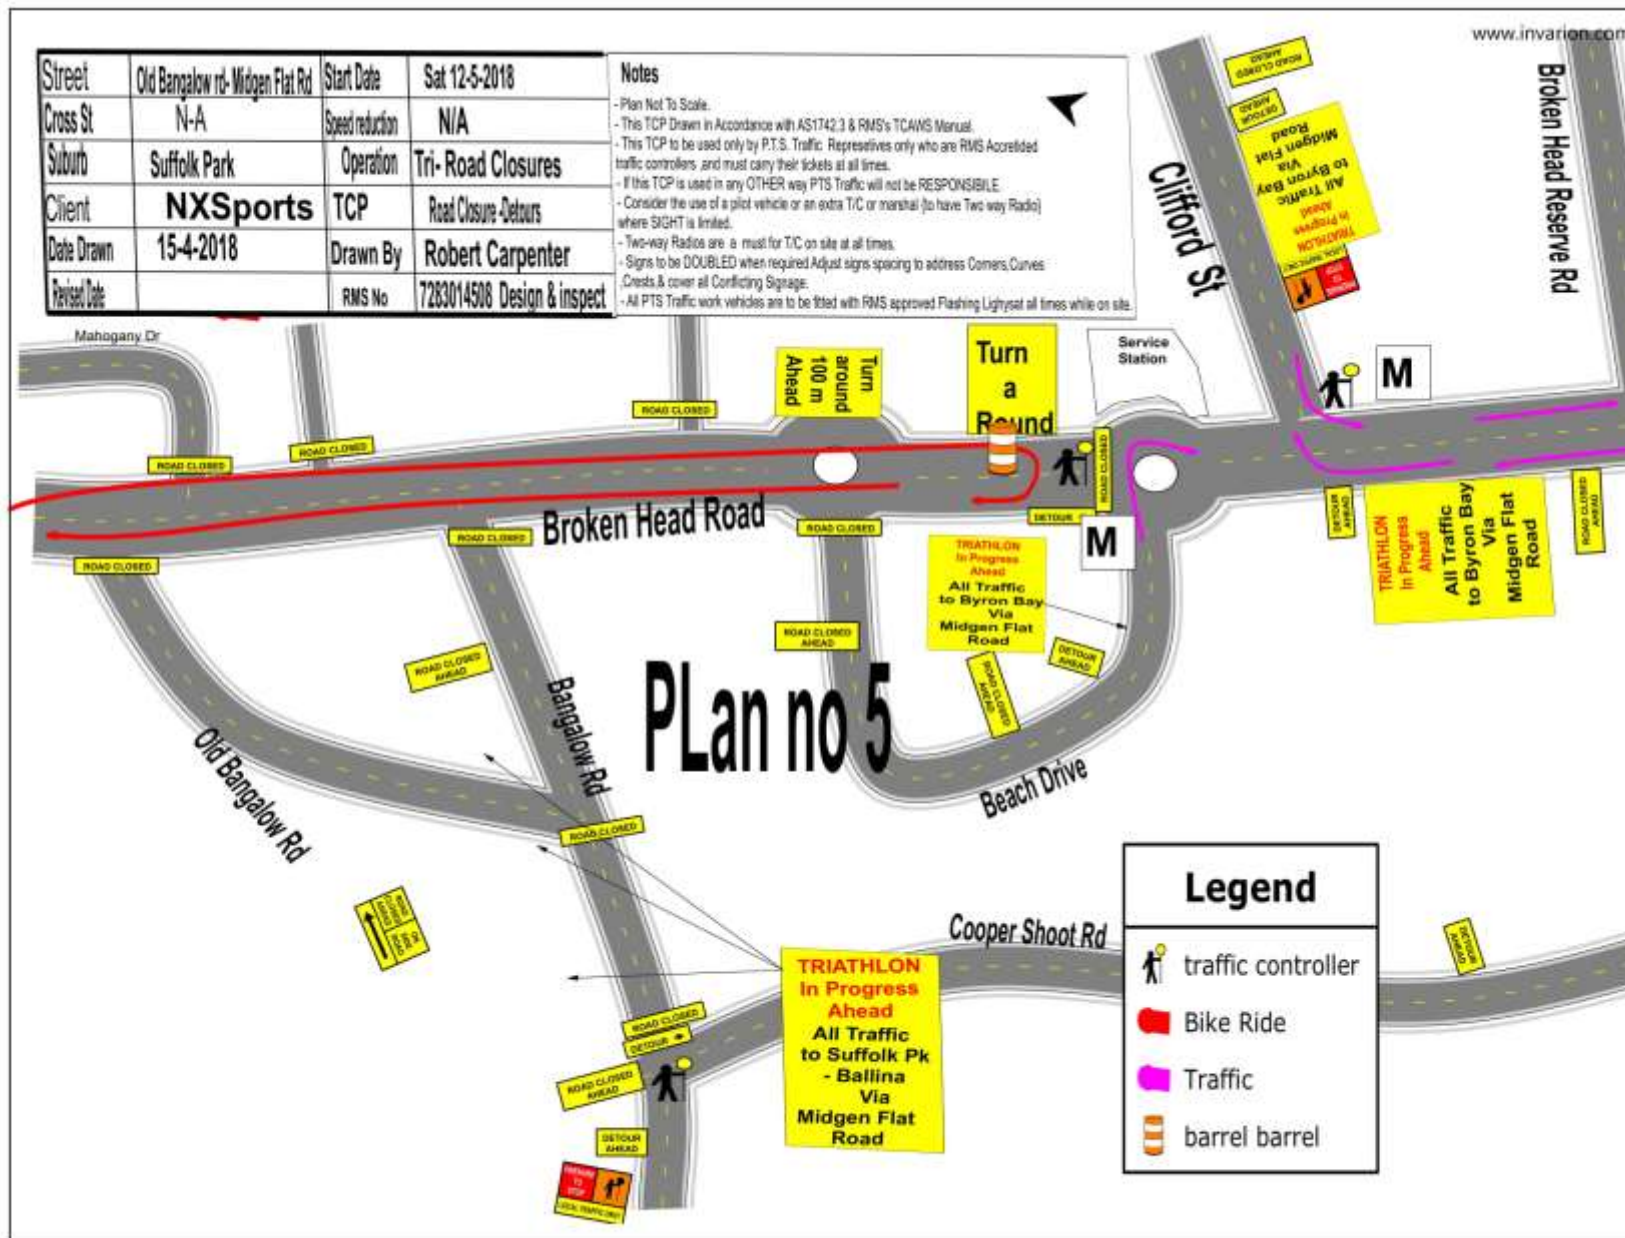 www.invarion.com
Street Old Bangalow rd- Midgen Flat Rd Start Date Sat 12-5-2018
Cross St N-A Speed reduction N/A
Suburb Suffolk Park Operation Tri- Road Closures
Client NXSports TCP Road Closure -Detours
Date Drawn 15-4-2018 Drawn By Robert Carpenter
Revised Date RMS No 7283014508 Design & inspect
Notes
- Plan Not To Scale.
- This TCP Drawn in Accordance with AS1742.3 & RMS's TCAWS Manual.
- This TCP to be used only by P.T.S. Traffic Represetives only who are RMS Accretided
traffic controllers ,and must carry their tickets at all times.
- If this TCP is used in any OTHER way PTS Traffic will not be RESPONSIBILE.
- Consider the use of a pilot vehicle or an extra T/C or marshal (to have Two way Radio)
where SIGHT is limited.
- Two-way Radios are a must for T/C on site at all times.
- Signs to be DOUBLED when required Adjust signs spacing to address Corners,Curves
,Crests,& cover all Conflicting Signage.
- All PTS Traffic work vehicles are to be fitted with RMS approved Flashing Lighysat all times while on site.
ROAD CLOSED
AHEAD
DETOUR
AHEAD
TRIATHLON
In Progress
Ahead
All Traffic
to Byron Bay
Via
Midgen Flat
Road
PREPARE
TO
STOP
Clifford St
Broken Head Reserve Rd
Mahogany Dr
ROAD CLOSED
ROAD CLOSED
ROAD CLOSED
Turn
around
100 m
Ahead
Turn
a
Round
Service
Station
M
ROAD CLOSED
DETOUR
M
Broken Head Road
ROAD CLOSED
ROAD CLOSED
ROAD CLOSED
DETOUR
AHEAD
TRIATHLON
In Progress
Ahead
All Traffic
to Byron Bay
Via
Midgen Flat
Road
ROAD CLOSED
AHEAD
TRIATHLON
In Progress
Ahead
All Traffic
to Byron Bay
Via
Midgen Flat
Road
ROAD CLOSED
AHEAD
DETOUR
AHEAD
ROAD CLOSED
AHEAD
ROAD CLOSED
AHEAD
PLan no 5
Bangalow Rd
Old Bangalow Rd
Beach Drive
ROAD CLOSED
ROAD
CLOSED
AHEAD
ON
SIDE
ROAD
Cooper Shoot Rd
DETOUR
AHEAD
TRIATHLON
In Progress
Ahead
All Traffic
to Suffolk Pk
- Ballina
Via
Midgen Flat
Road
ROAD CLOSED
DETOUR
ROAD CLOSED
AHEAD
DETOUR
AHEAD
PREPARE
TO
STOP
LOCAL TRAFFIC ONLY
Legend
traffic controller
Bike Ride
Traffic
barrel barrel